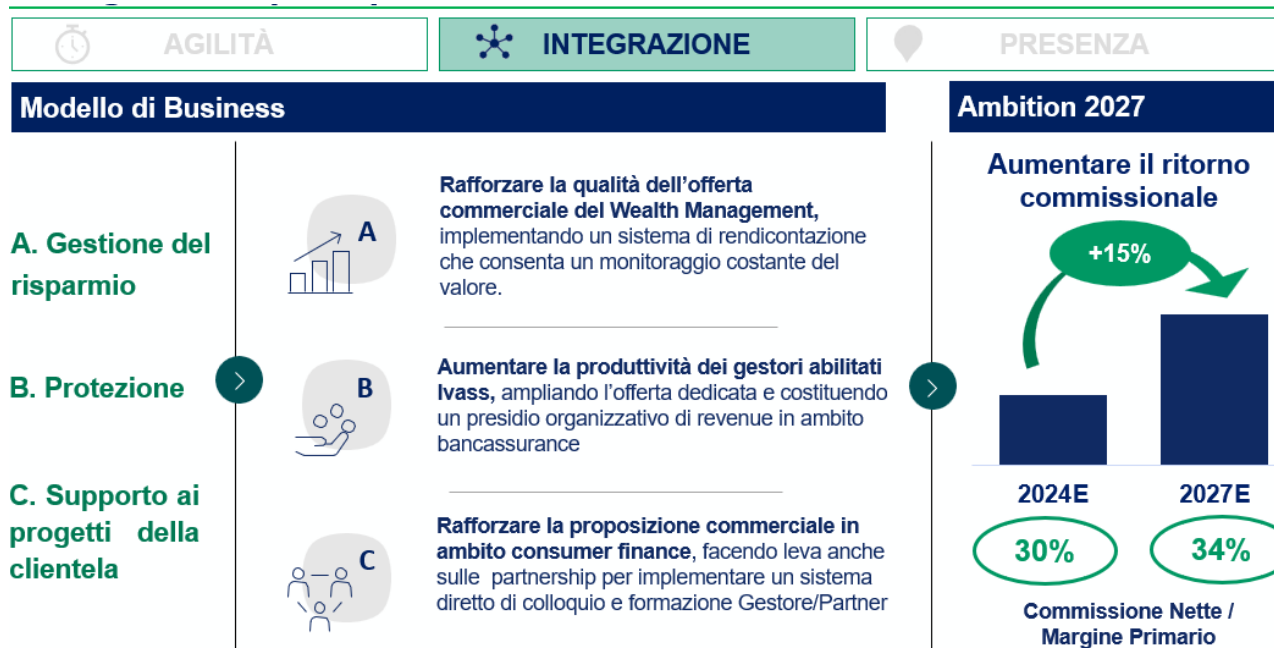 AGILITÀ
INTEGRAZIONE
PRESENZA
Modello di Business
Ambition 2027
A. Gestione del
risparmio
B. Protezione
C. Supporto ai
progetti della
clientela
A
Rafforzare la qualità dell'offerta
commerciale del Wealth Management,
implementando un sistema di rendicontazione
che consenta un monitoraggio costante del
valore.
B
Aumentare la produttività dei gestori abilitati
Ivass, ampliando l'offerta dedicata e costituendo
un presidio organizzativo di revenue in ambito
bancassurance
C
Rafforzare la proposizione commerciale in
ambito consumer finance, facendo leva anche
sulle partnership per implementare un sistema
diretto di colloquio e formazione Gestore/Partner
Aumentare il ritorno
commissionale
+15%
2024E
2027E
30%
34%
Commissione Nette /
Margine Primario